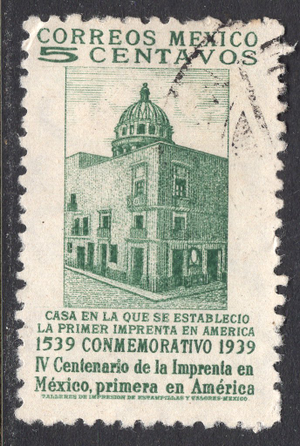 CORREOS MEXICO
5 CENTAVOS
CASA EN LA QUE SE ESTABLECIO
LA PRIMER IMPRENTA EN AMERICA
1539 CONMEMORATIVO 1939
IV Centenario de la Imprenta en
México, primera en América
TALLERES DE IMPRESION DE ESTAMPILLAS Y VALORES-MEXICO